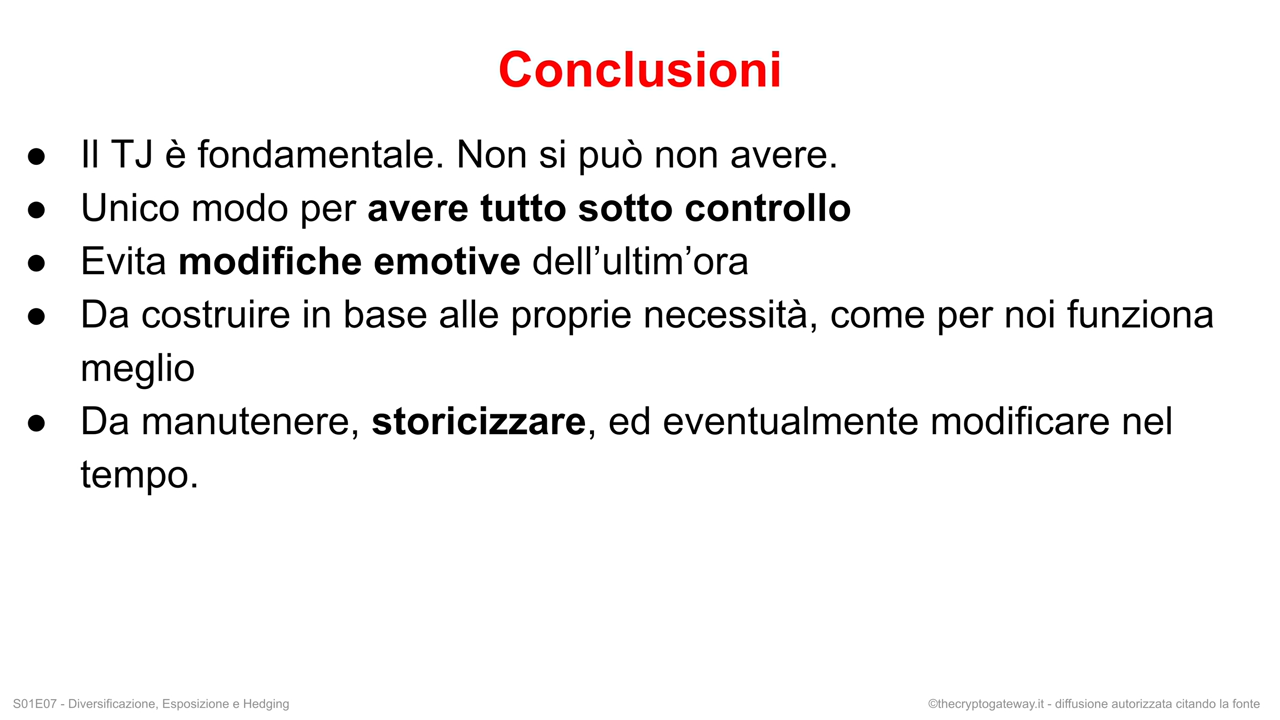 Conclusioni
● Il TJ è fondamentale. Non si può non avere.
● Unico modo per avere tutto sotto controllo
● Evita modifiche emotive dell’ultim’ora
● Da costruire in base alle proprie necessità, come per noi funziona
meglio
● Da manutenere, storicizzare, ed eventualmente modificare nel
tempo.
S01E07 - Diversificazione, Esposizione e Hedging
©thecryptogateway.it - diffusione autorizzata citando la fonte